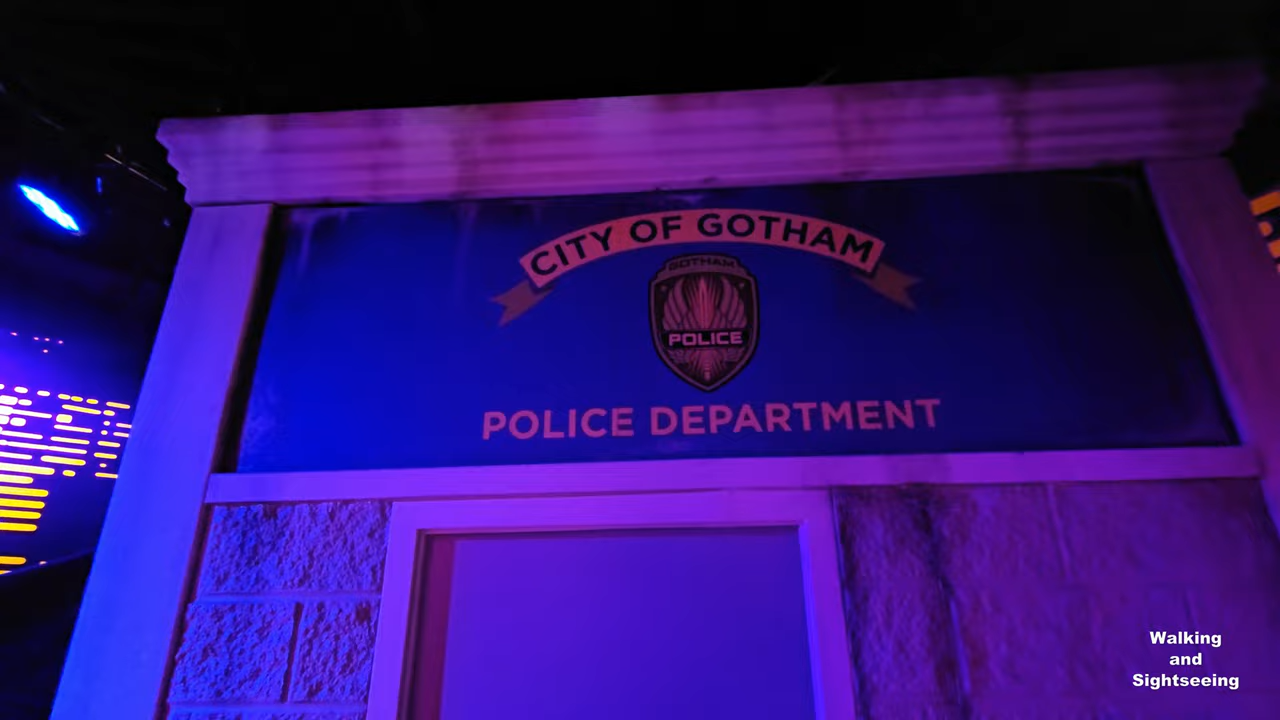 CITY OF GOTHAM
GOTHAM
POLICE
POLICE DEPARTMENT
Walking
and
Sightseeing